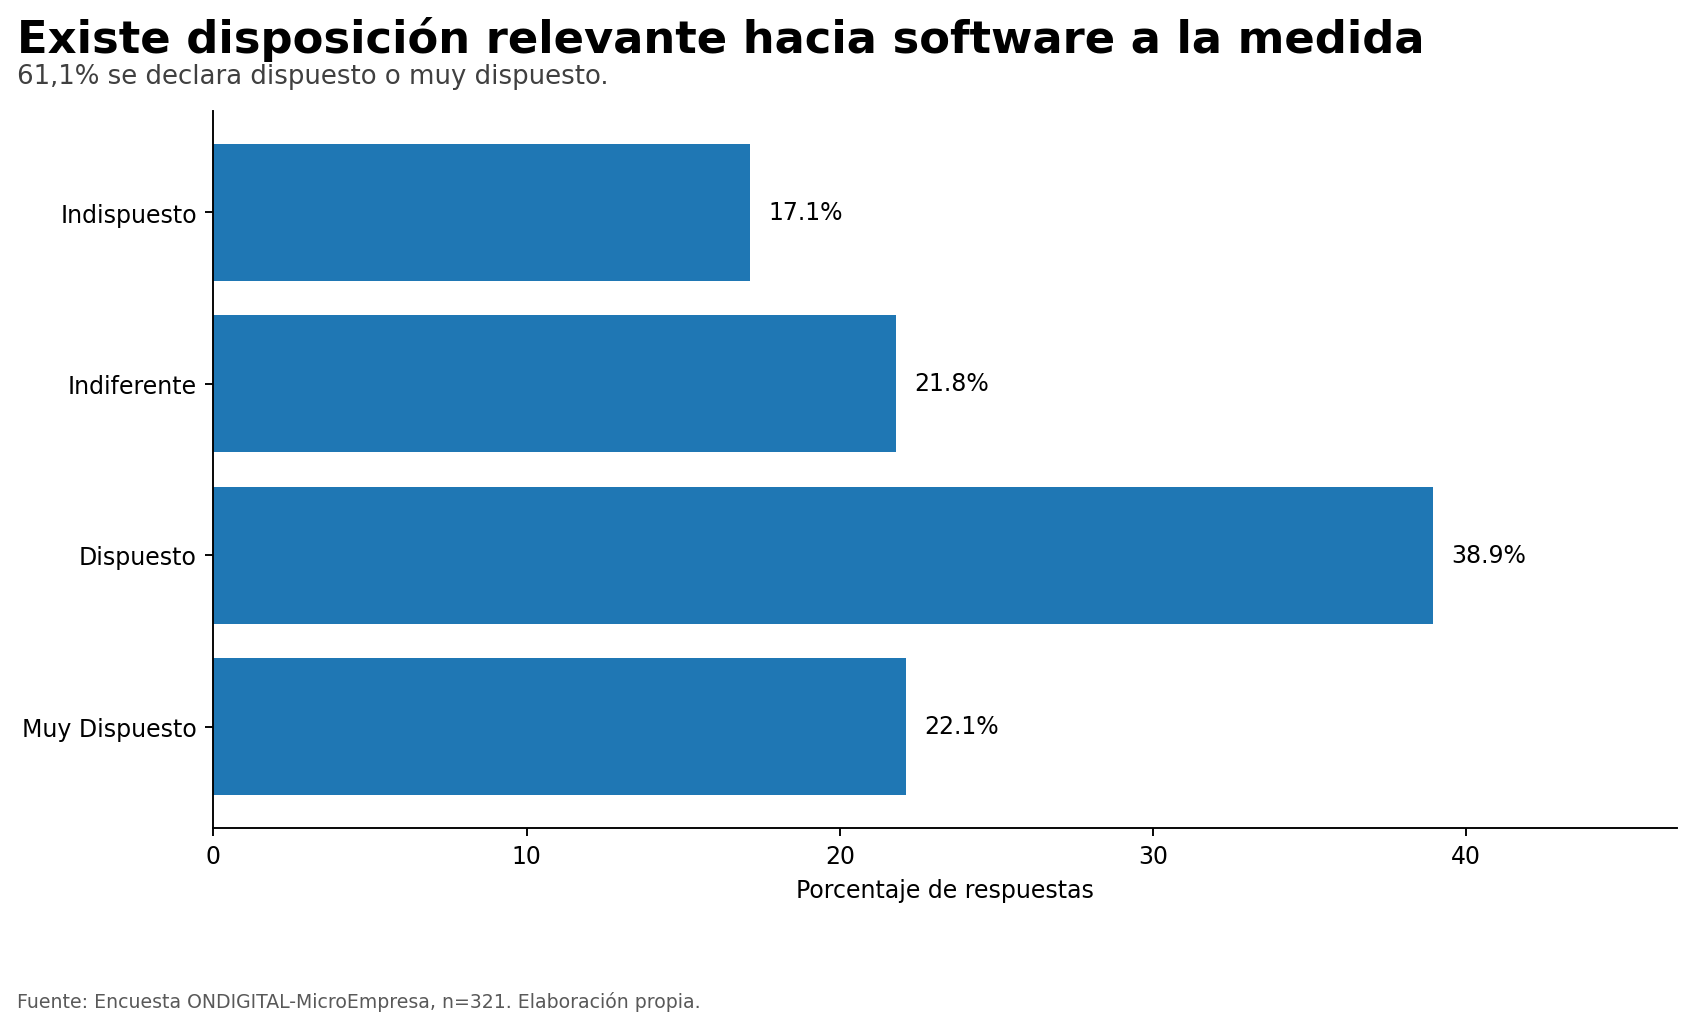 Existe disposición relevante hacia software a la medida
61,1% se declara dispuesto o muy dispuesto.
Indispuesto
17.1%
Indiferente
21.8%
Dispuesto
38.9%
Muy Dispuesto
22.1%
0 10 20 30 40
Porcentaje de respuestas
Fuente: Encuesta ONDIGITAL-MicroEmpresa, n=321. Elaboración propia.